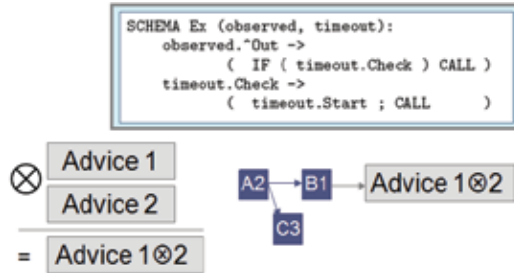 SCHEMA Ex (observed, timeout):
observed.^Out ->
( IF ( timeout.Check ) CALL )
timeout.Check ->
( timeout.Start ; CALL )
⊗ Advice 1
Advice 2
= Advice 1⊗2
A2 B1 Advice 1⊗2
C3